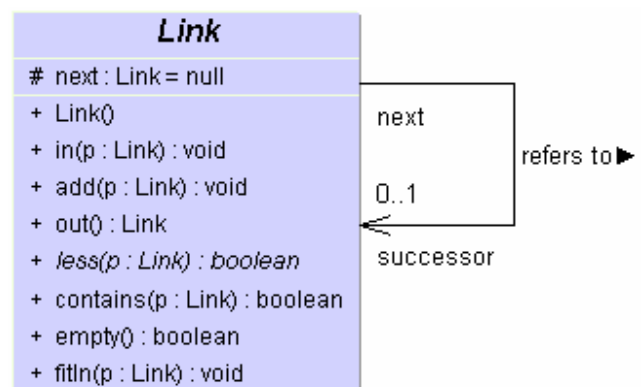 Link
# next : Link = null
+ Link()
+ in(p : Link) : void
+ add(p : Link) : void
+ out() : Link
+ less(p : Link) : boolean
+ contains(p : Link) : boolean
+ empty() : boolean
+ fitIn(p : Link) : void
next
refers to▶
0..1
successor